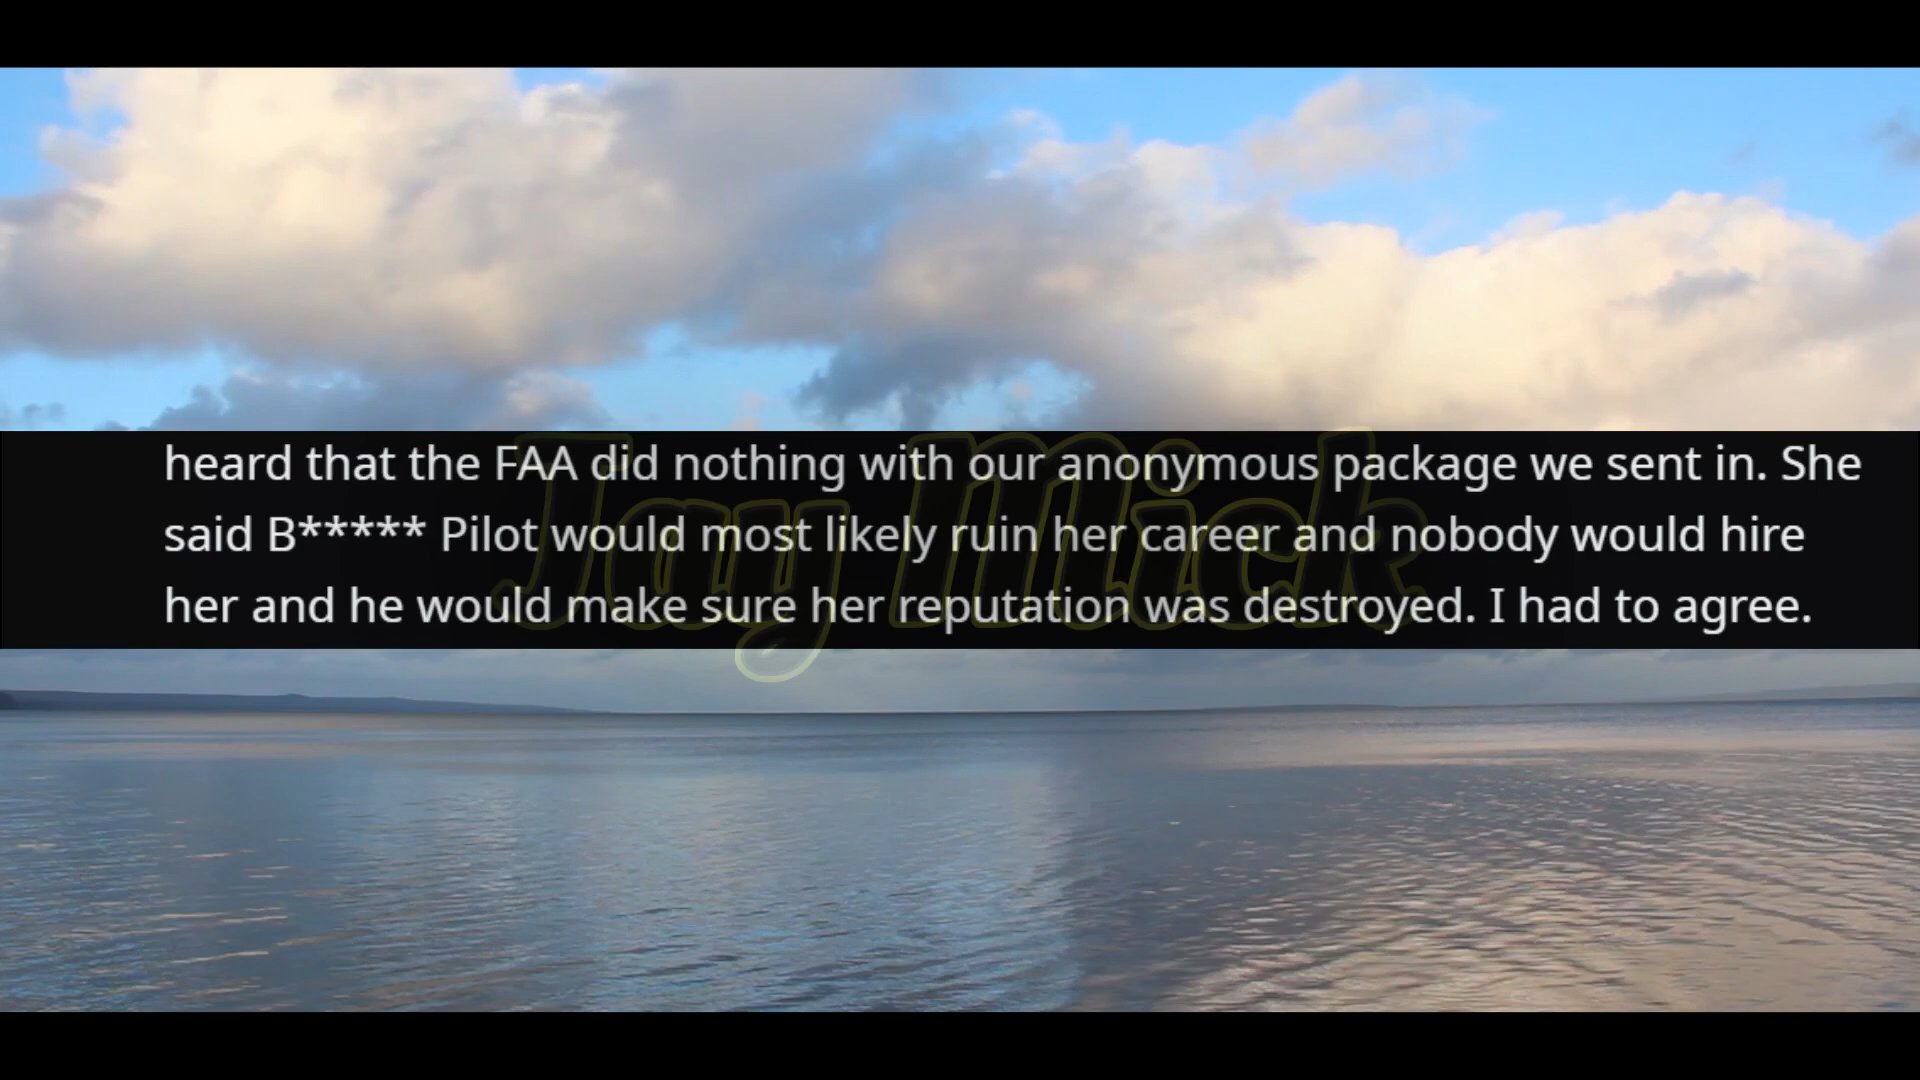 heard that the FAA did nothing with our anonymous package we sent in. She
said B***** Pilot would most likely ruin her career and nobody would hire
her and he would make sure her reputation was destroyed. I had to agree.
Jay Mick